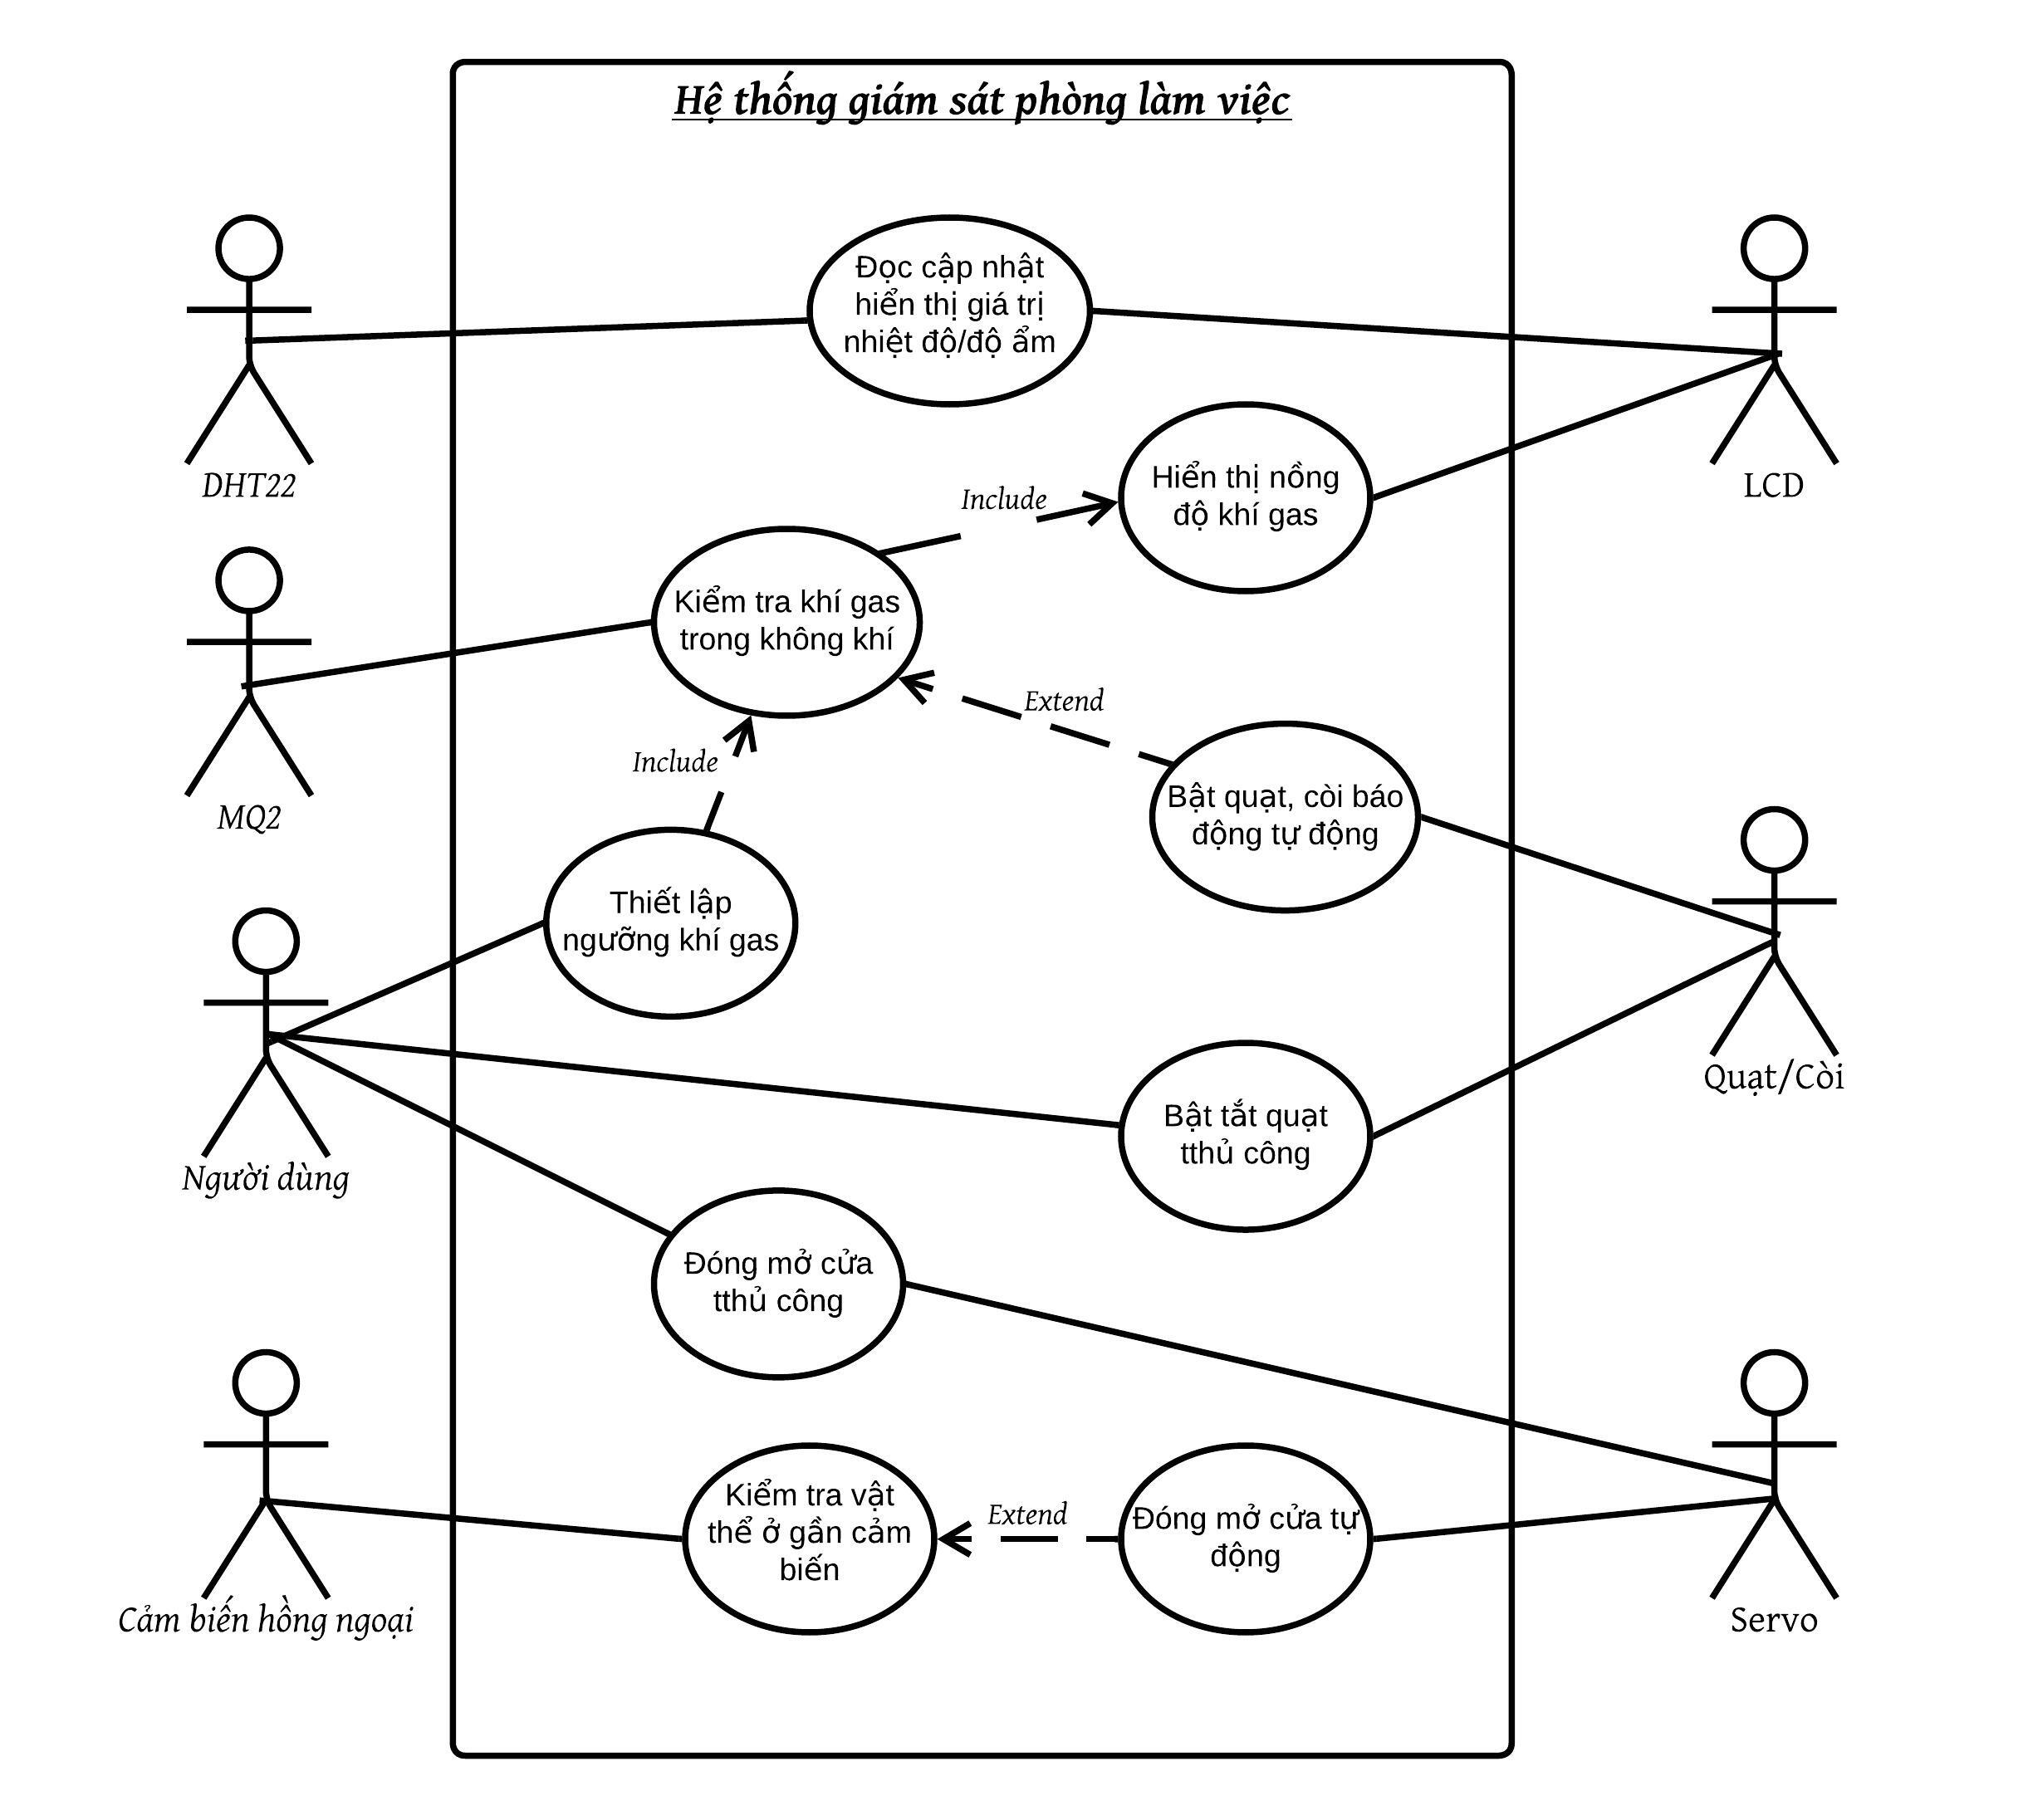 Hệ thống giám sát phòng làm việc
Đọc cập nhật
hiển thị giá trị
nhiệt độ/độ ẩm
DHT22
LCD
Include
Hiển thị nồng
độ khí gas
Kiểm tra khí gas
trong không khí
MQ2
Extend
Include
Bật quạt, còi báo
động tự động
Thiết lập
ngưỡng khí gas
Quạt/Còi
Người dùng
Bật tắt quạt
tthủ công
Đóng mở cửa
tthủ công
Kiểm tra vật
thể ở gần cảm
biến
Extend
Đóng mở cửa tự
động
Cảm biến hồng ngoại
Servo